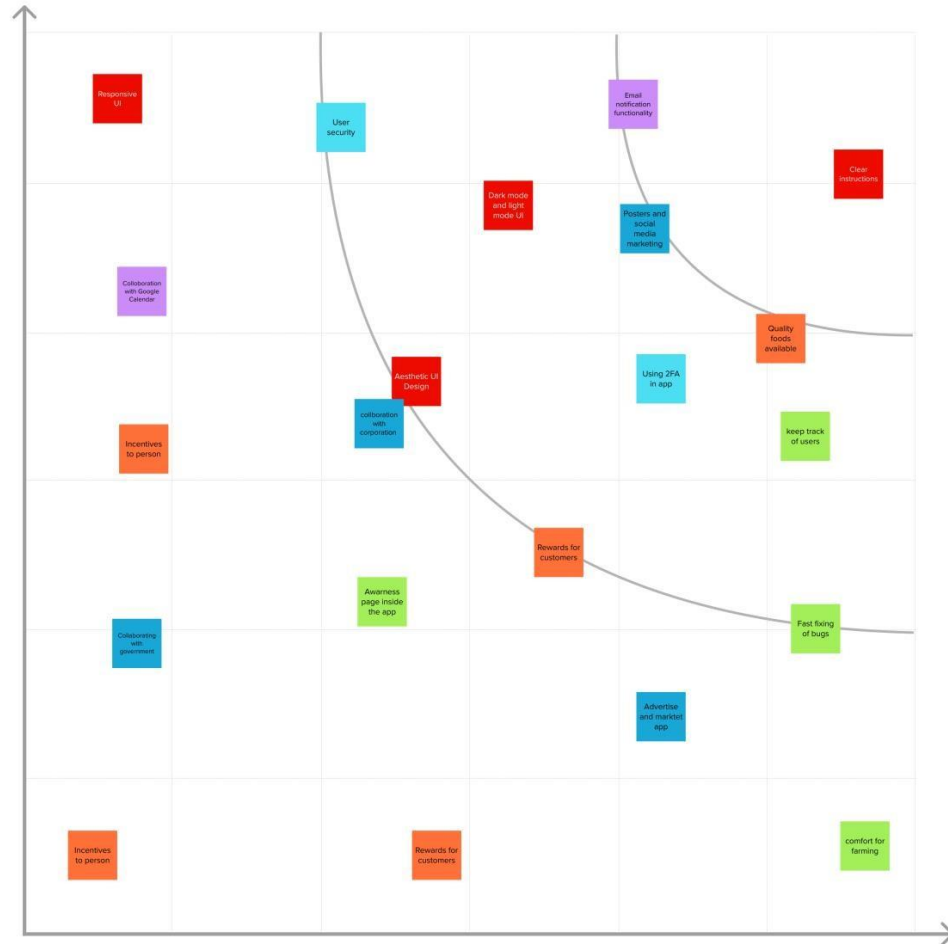 Responsive
UI
Email
notification
functionality
User
security
Clear
instructions
Dark mode
and light
mode UI
Posters and
social
media
marketing
Collaboration
with Google
Calendar
Quality
foods
available
Using 2FA
in app
Aesthetic UI
Design
collboration
with
corporation
keep track
of users
Incentives
to person
Rewards for
customers
Awarness
page inside
the app
Fast fixing
of bugs
Collaborating
with
government
Advertise
and markdet
app
comfort for
farming
Incentives
to person
Rewards for
customers